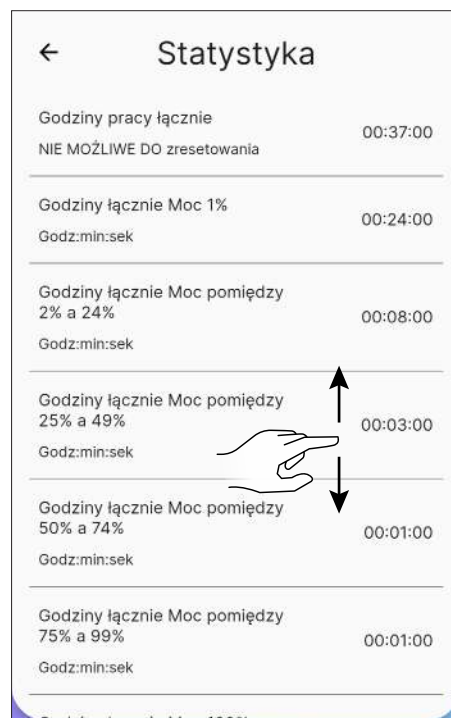 Statystyka
Godziny pracy łącznie
00:37:00
NIE MOŻLIWE DO zresetowania
Godziny łącznie Moc 1%
00:24:00
Godz:min:sek
Godziny łącznie Moc pomiędzy
2% a 24%
00:08:00
Godz:min:sek
Godziny łącznie Moc pomiędzy
25% a 49%
00:03:00
Godz:min:sek
Godziny łącznie Moc pomiędzy
50% a 74%
00:01:00
Godz:min:sek
Godziny łącznie Moc pomiędzy
75% a 99%
00:01:00
Godz:min:sek